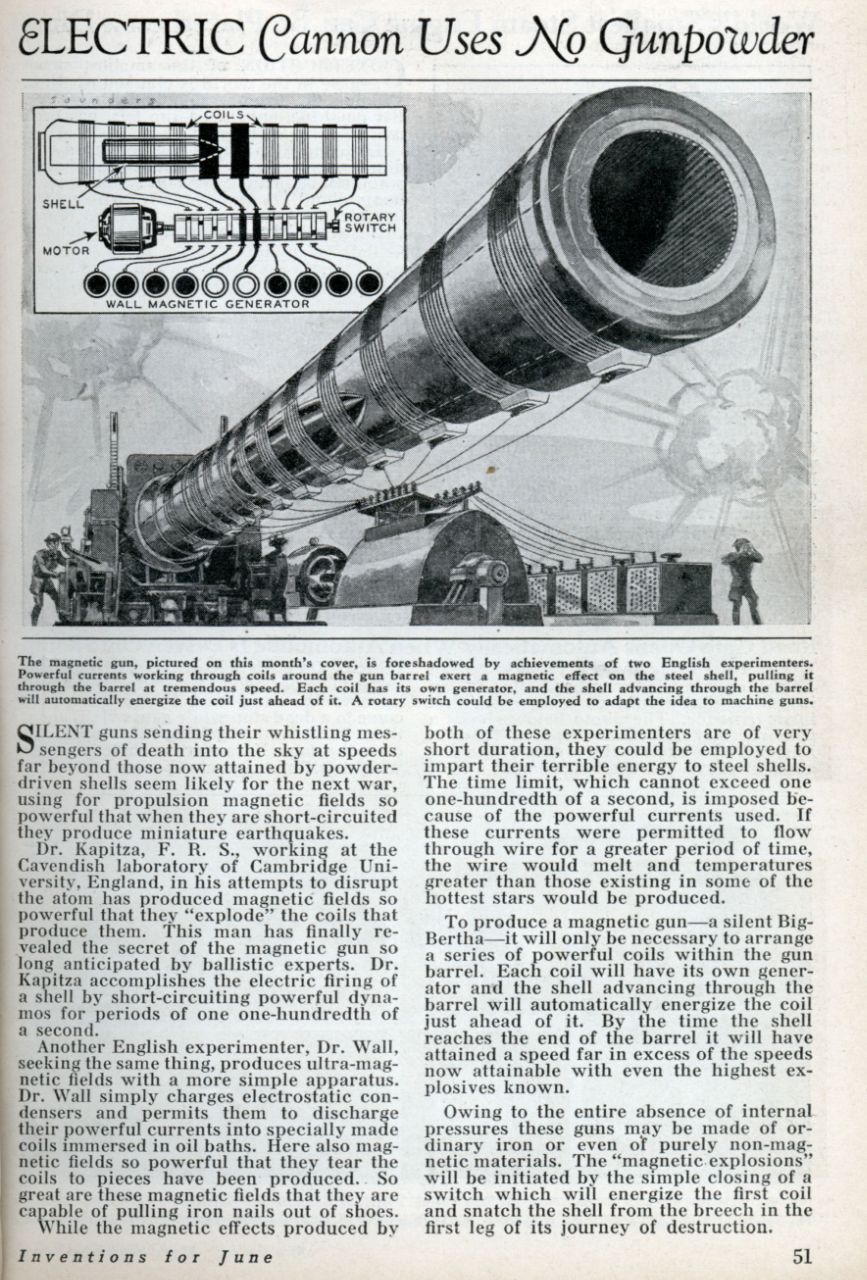 ELECTRIC Cannon Uses No Gunpowder
Saunders
COILS
SHELL
MOTOR
ROTARY
SWITCH
WALL MAGNETIC GENERATOR
The magnetic gun, pictured on this month's cover, is foreshadowed by achievements of two English experimenters.
Powerful currents working through coils around the gun barrel exert a magnetic effect on the steel shell, pulling it
through the barrel at tremendous speed. Each coil has its own generator, and the shell advancing through the barrel
will automatically energize the coil just ahead of it. A rotary switch could be employed to adapt the idea to machine guns.
SILENT guns sending their whistling mes-
sengers of death into the sky at speeds
far beyond those now attained by powder-
driven shells seem likely for the next war,
using for propulsion magnetic fields so
powerful that when they are short-circuited
they produce miniature earthquakes.
Dr. Kapitza, F. R. S., working at the
Cavendish laboratory of Cambridge Uni-
versity, England, in his attempts to disrupt
the atom has produced magnetic fields so
powerful that they "explode" the coils that
produce them. This man has finally re-
vealed the secret of the magnetic gun so
long anticipated by ballistic experts. Dr.
Kapitza accomplishes the electric firing of
a shell by short-circuiting powerful dyna-
mos for periods of one one-hundredth of
a second.
Another English experimenter, Dr. Wall,
seeking the same thing, produces ultra-mag-
netic fields with a more simple apparatus.
Dr. Wall simply charges electrostatic con-
densers and permits them to discharge
their powerful currents into specially made
coils immersed in oil baths. Here also mag-
netic fields so powerful that they tear the
coils to pieces have been produced. So
great are these magnetic fields that they are
capable of pulling iron nails out of shoes.
While the magnetic effects produced by
both of these experimenters are of very
short duration, they could be employed to
impart their terrible energy to steel shells.
The time limit, which cannot exceed one
one-hundredth of a second, is imposed be-
cause of the powerful currents used. If
these currents were permitted to flow
through wire for a greater period of time,
the wire would melt and temperatures
greater than those existing in some of the
hottest stars would be produced.
To produce a magnetic gun—a silent Big-
Bertha—it will only be necessary to arrange
a series of powerful coils within the gun
barrel. Each coil will have its own gener-
ator and the shell advancing through the
barrel will automatically energize the coil
just ahead of it. By the time the shell
reaches the end of the barrel it will have
attained a speed far in excess of the speeds
now attainable with even the highest ex-
plosives known.
Owing to the entire absence of internal
pressures these guns may be made of or-
dinary iron or even of purely non-mag-
netic materials. The "magnetic explosions"
will be initiated by the simple closing of a
switch which will energize the first coil
and snatch the shell from the breech in the
first leg of its journey of destruction.
Inventions for June
51